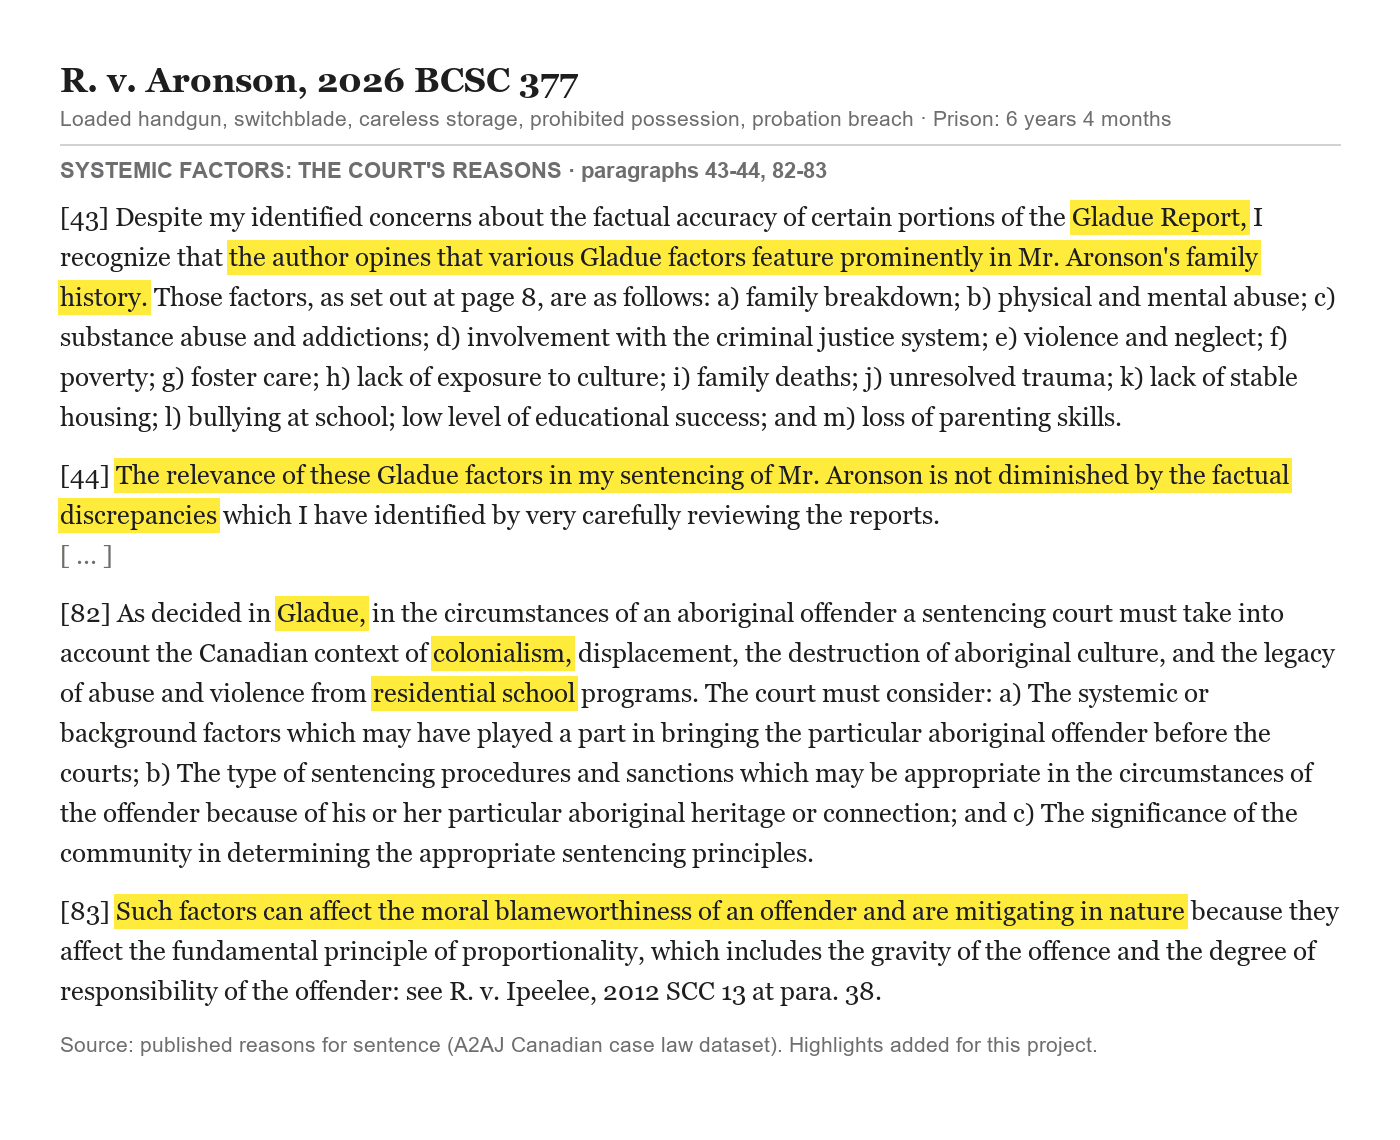 R. v. Aronson, 2026 BCSC 377
Loaded handgun, switchblade, careless storage, prohibited possession, probation breach · Prison: 6 years 4 months
SYSTEMIC FACTORS: THE COURT'S REASONS · paragraphs 43-44, 82-83
[43] Despite my identified concerns about the factual accuracy of certain portions of the Gladue Report, I
recognize that the author opines that various Gladue factors feature prominently in Mr. Aronson's family
history. Those factors, as set out at page 8, are as follows: a) family breakdown; b) physical and mental abuse; c)
substance abuse and addictions; d) involvement with the criminal justice system; e) violence and neglect; f)
poverty; g) foster care; h) lack of exposure to culture; i) family deaths; j) unresolved trauma; k) lack of stable
housing; l) bullying at school; low level of educational success; and m) loss of parenting skills.
[44] The relevance of these Gladue factors in my sentencing of Mr. Aronson is not diminished by the factual
discrepancies which I have identified by very carefully reviewing the reports.
[ ... ]
[82] As decided in Gladue, in the circumstances of an aboriginal offender a sentencing court must take into
account the Canadian context of colonialism, displacement, the destruction of aboriginal culture, and the legacy
of abuse and violence from residential school programs. The court must consider: a) The systemic or
background factors which may have played a part in bringing the particular aboriginal offender before the
courts; b) The type of sentencing procedures and sanctions which may be appropriate in the circumstances of
the offender because of his or her particular aboriginal heritage or connection; and c) The significance of the
community in determining the appropriate sentencing principles.
[83] Such factors can affect the moral blameworthiness of an offender and are mitigating in nature because they
affect the fundamental principle of proportionality, which includes the gravity of the offence and the degree of
responsibility of the offender: see R. v. Ipeelee, 2012 SCC 13 at para. 38.
Source: published reasons for sentence (A2AJ Canadian case law dataset). Highlights added for this project.